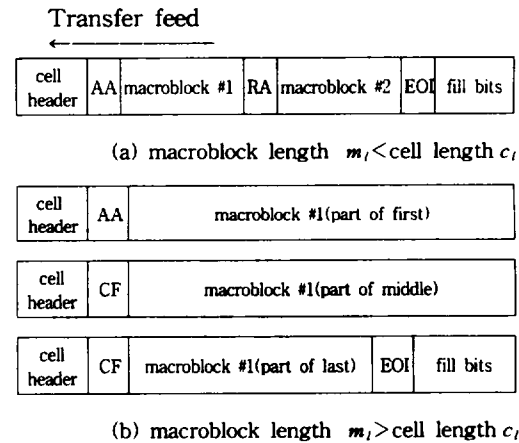 Transfer feed
cell header AA macroblock #1 RA macroblock #2 EOI fill bits
(a) macroblock length m_l<cell length c_l
cell header AA macroblock #1(part of first)
cell header CF macroblock #1(part of middle)
cell header CF macroblock #1(part of last) EOI fill bits
(b) macroblock length m_l>cell length c_l